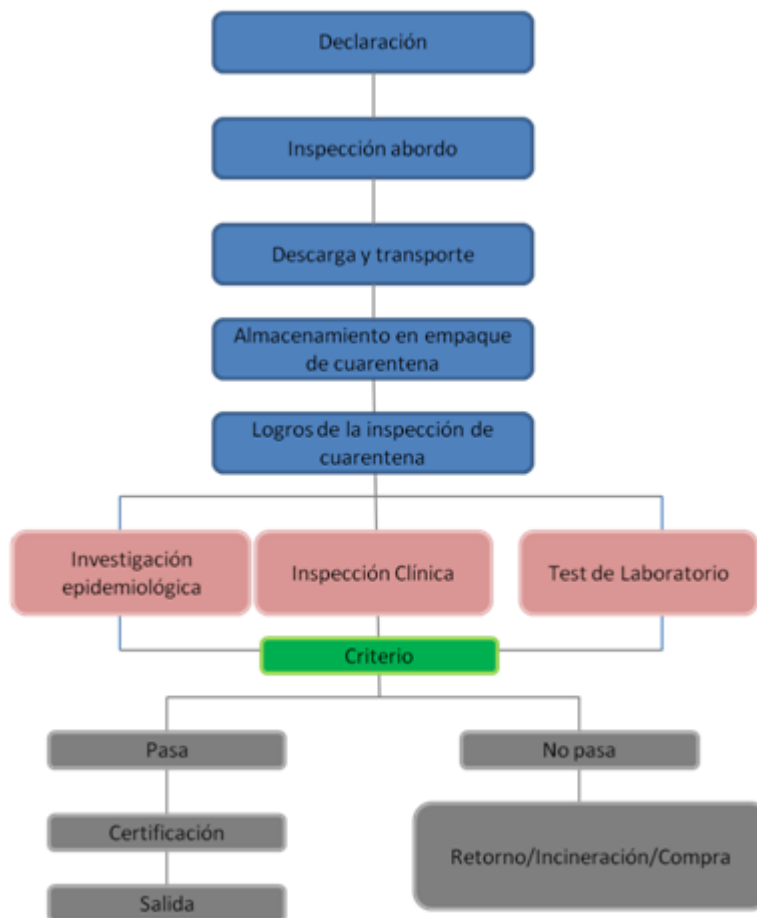 Declaración
Inspección abordo
Descarga y transporte
Almacenamiento en empaque
de cuarentena
Logros de la inspección de
cuarentena
Investigación
epidemiológica
Inspección Clínica
Test de Laboratorio
Criterio
Pasa
No pasa
Certificación
Retorno/Incineración/Compra
Salida